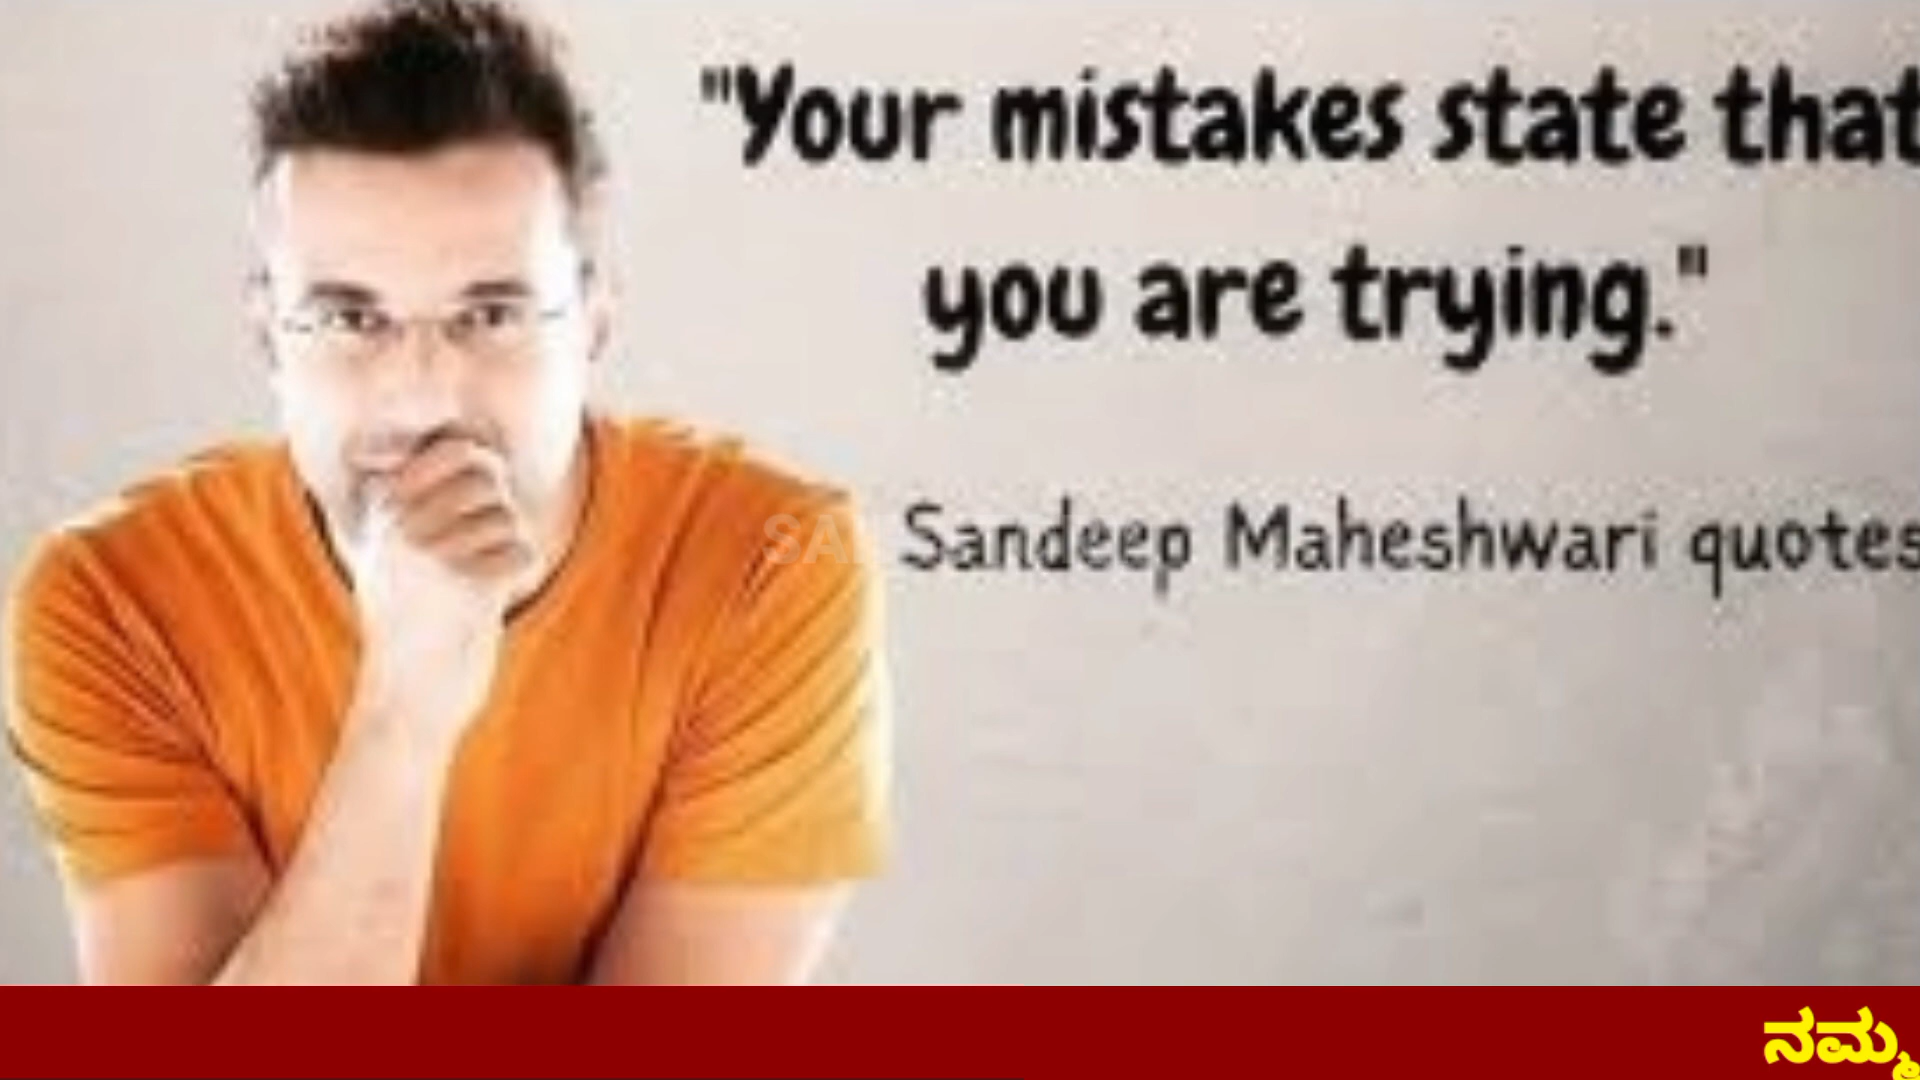 "Your mistakes state that
you are trying."
Sandeep Maheshwari quotes
ನಮ್ಮ